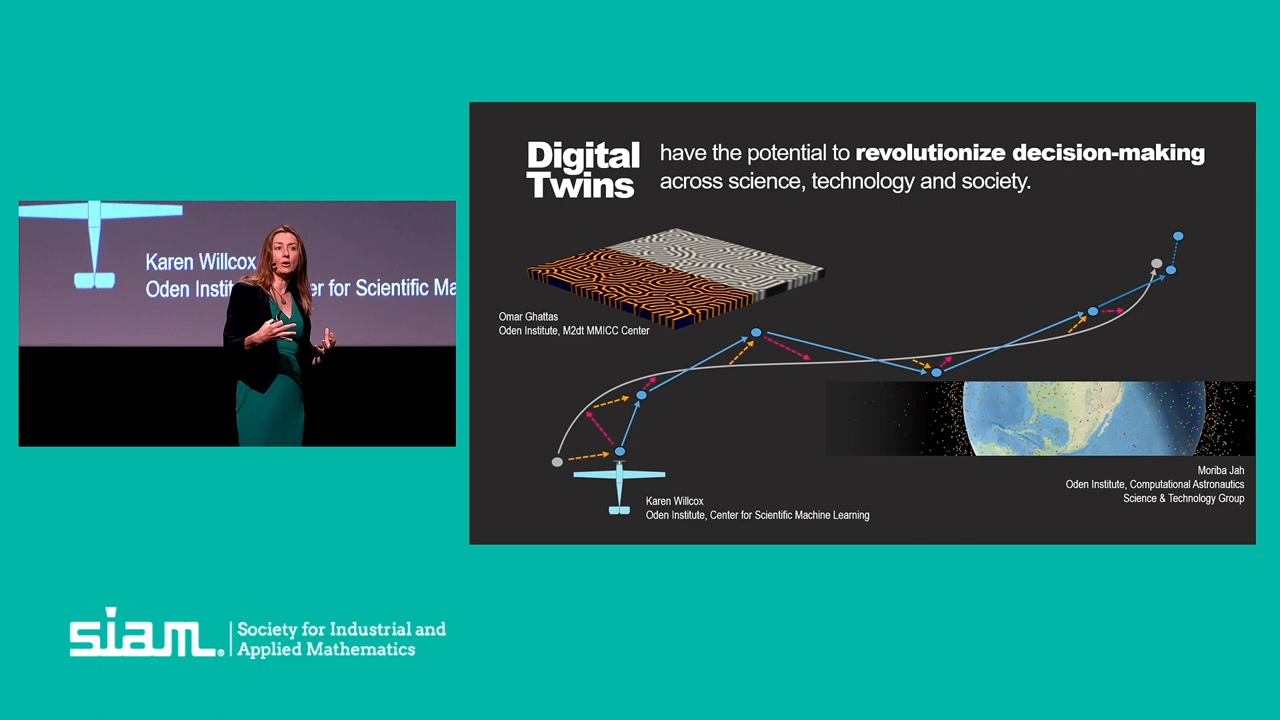 Digital
Twins
have the potential to revolutionize decision-making
across science, technology and society.
Karen Willcox
Oden Instit er for Scientific Ma
Omar Ghattas
Oden Institute, M2dt MMICC Center
Moriba Jah
Oden Institute, Computational Astronautics
Science & Technology Group
Karen Willcox
Oden Institute, Center for Scientific Machine Learning
siam.®
Society for Industrial and
Applied Mathematics